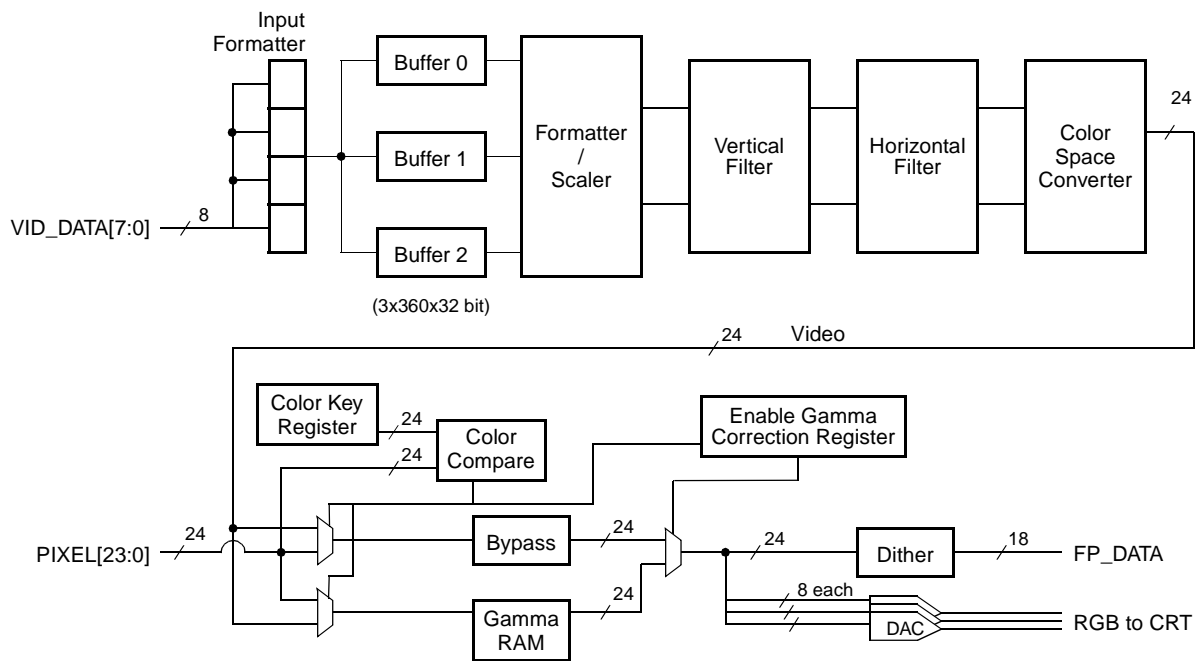 Input
Formatter
Buffer 0
Buffer 1
Buffer 2
(3x360x32 bit)
Formatter
/
Scaler
Vertical
Filter
Horizontal
Filter
Color
Space
Converter
24
VID_DATA[7:0]
8
24
Video
Color Key
Register
24
Color
Compare
24
Enable Gamma
Correction Register
PIXEL[23:0]
24
Bypass
24
24
Dither
18
FP_DATA
Gamma
RAM
24
8 each
DAC
RGB to CRT